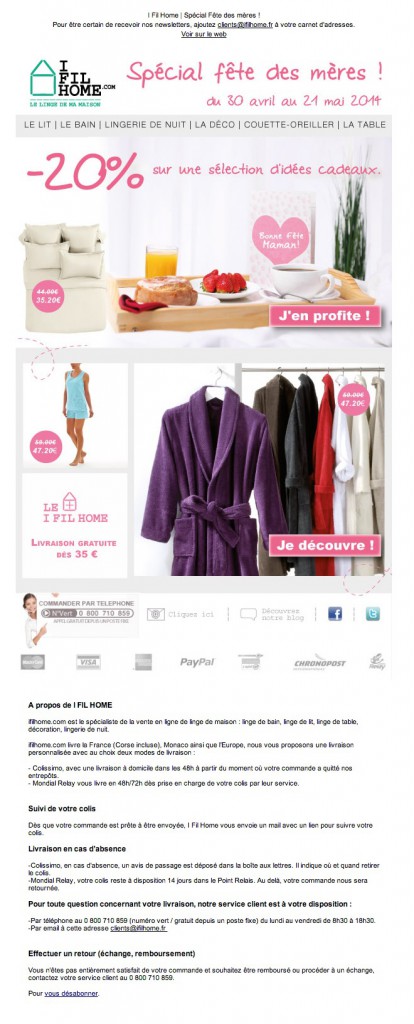 I Fil Home | Spécial Fête des mères !
Pour être certain de recevoir nos newsletters, ajoutez clients@ifilhome.fr à votre carnet d'adresses.
Voir sur le web
I
FIL
HOME.COM
LE LINGE DE MA MAISON
Spécial fête des mères !
du 30 avril au 21 mai 2014
LE LIT | LE BAIN | LINGERIE DE NUIT | LA DÉCO | COUETTE-OREILLER | LA TABLE
-20% sur une sélection d'idées cadeaux.
Bonne fête
Maman!
44.00€
35.20€
J'en profite !
59.00€
47.20€
59.00€
47.20€
LE
I FIL HOME
LIVRAISON GRATUITE
DÈS 35 €
Je découvre !
COMMANDER PAR TELEPHONE
N°Vert 0 800 710 859
APPEL GRATUIT DEPUIS UN POSTE FIXE
Cliquez ici
Découvrez
notre blog
VISA
PayPal
CHRONOPOST
A propos de I FIL HOME
Ifilhome.com est le spécialiste de la vente en ligne de linge de maison : linge de bain, linge de lit, linge de table,
décoration, lingerie de nuit.
ifilhome.com livre la France (Corse incluse), Monaco ainsi que l'Europe, nous vous proposons une livraison
personnalisée avec au choix deux modes de livraison :
- Colissimo, avec une livraison à domicile dans les 48h à partir du moment où votre commande a quitté nos
entrepôts.
- Mondial Relay vous livre en 48h/72h dès prise en charge de votre colis par leur service.
Suivi de votre colis
Dès que votre commande est prête à être envoyée, I Fil Home vous envoie un mail avec un lien pour suivre votre
colis.
Livraison en cas d'absence
-Colissimo, en cas d'absence, un avis de passage est déposé dans la boîte aux lettres. Il indique où et quand retirer
le colis.
-Mondial Relay, votre colis reste à disposition 14 jours dans le Point Relais. Au delà, votre commande nous sera
retournée.
Pour toute question concernant votre livraison, notre service client est à votre disposition :
-Par téléphone au 0 800 710 859 (numéro vert / gratuit depuis un poste fixe) du lundi au vendredi de 8h30 à 18h30.
-Par email à cette adresse clients@ifilhome.fr
Effectuer un retour (échange, remboursement)
Vous n'êtes pas entièrement satisfait de votre commande et souhaitez être remboursé ou procéder à un échange,
contactez votre service client au 0 800 710 859.
Pour vous désabonner.